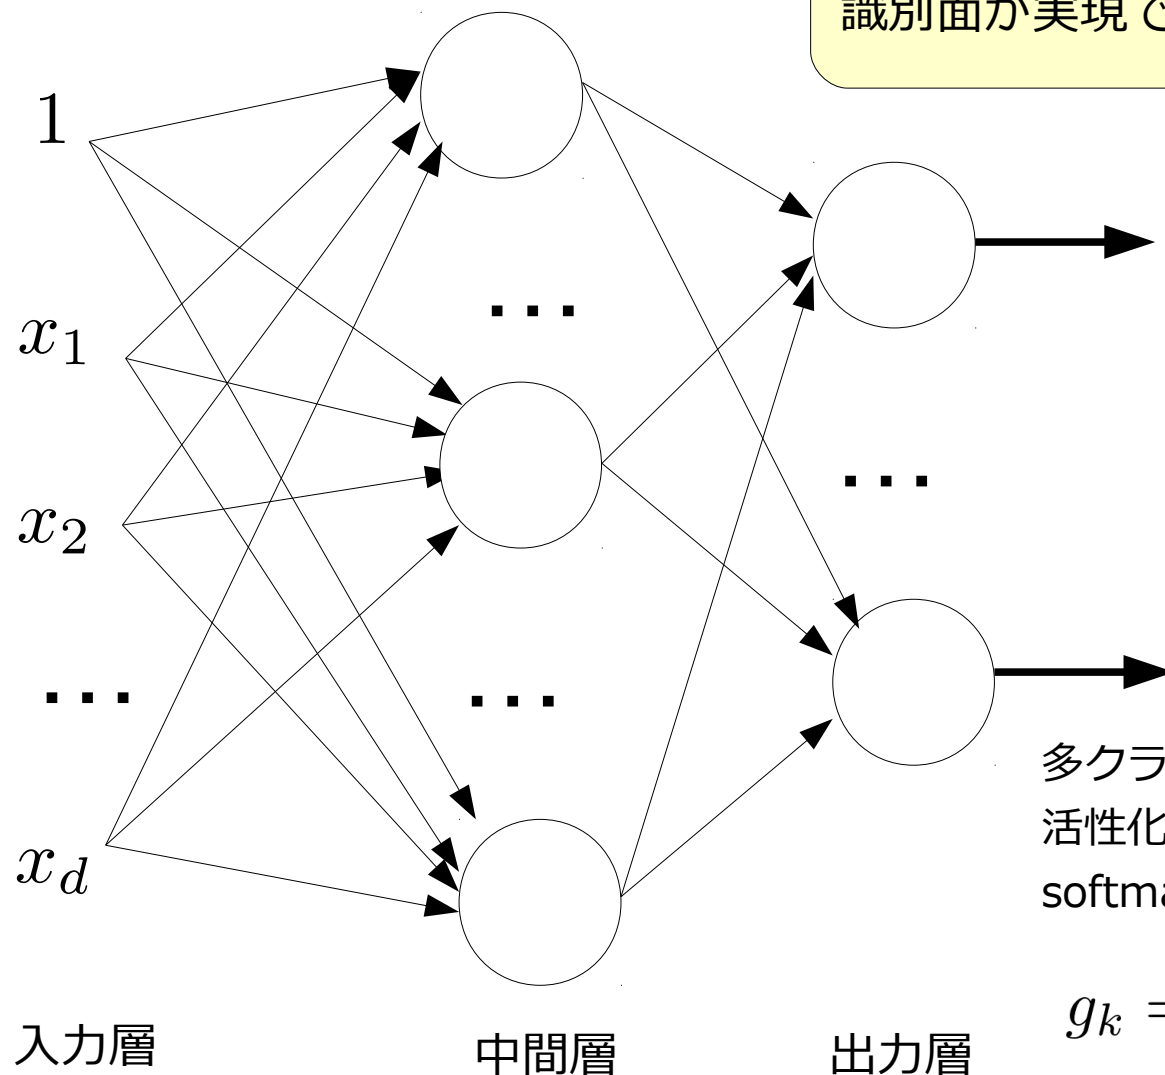 識別面が実現で
1
x_1
x_2
...
x_d
...
...
...
多クラ
活性化
softma
g_k =
入力層
中間層
出力層